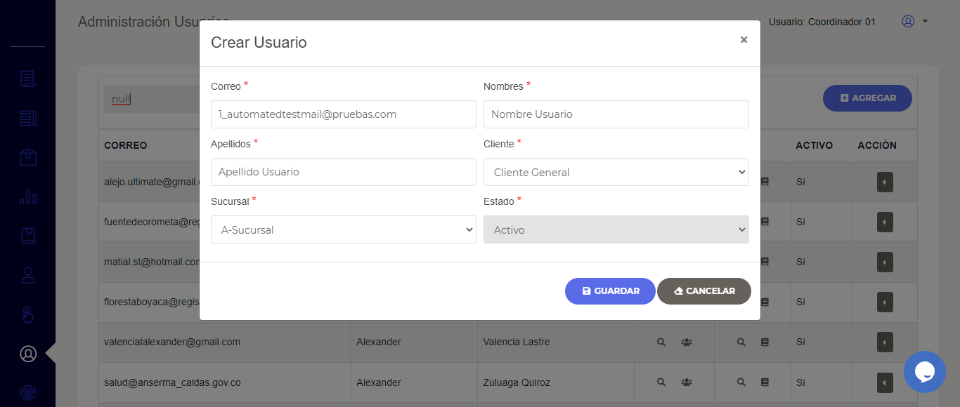 Administración Usuarios
Usuario: Coordinador 01
Crear Usuario
×
Correo *
Nombres *
1_automatedtestmail@pruebas.com
Nombre Usuario
Apellidos *
Cliente *
Apellido Usuario
Cliente General
Sucursal *
Estado *
A-Sucursal
Activo
GUARDAR
CANCELAR
null
AGREGAR
CORREO
ACTIVO
ACCIÓN
alejo.ultimate@gmail.
Si
fuentedeorometa@reg
Si
matial.st@hotmail.com
Si
florestaboyaca@regis
Si
valencialalexander@gmail.com
Alexander
Valencia Lastre
Si
salud@anserma_caldas.gov.co
Alexander
Zuluaga Quiroz
Si